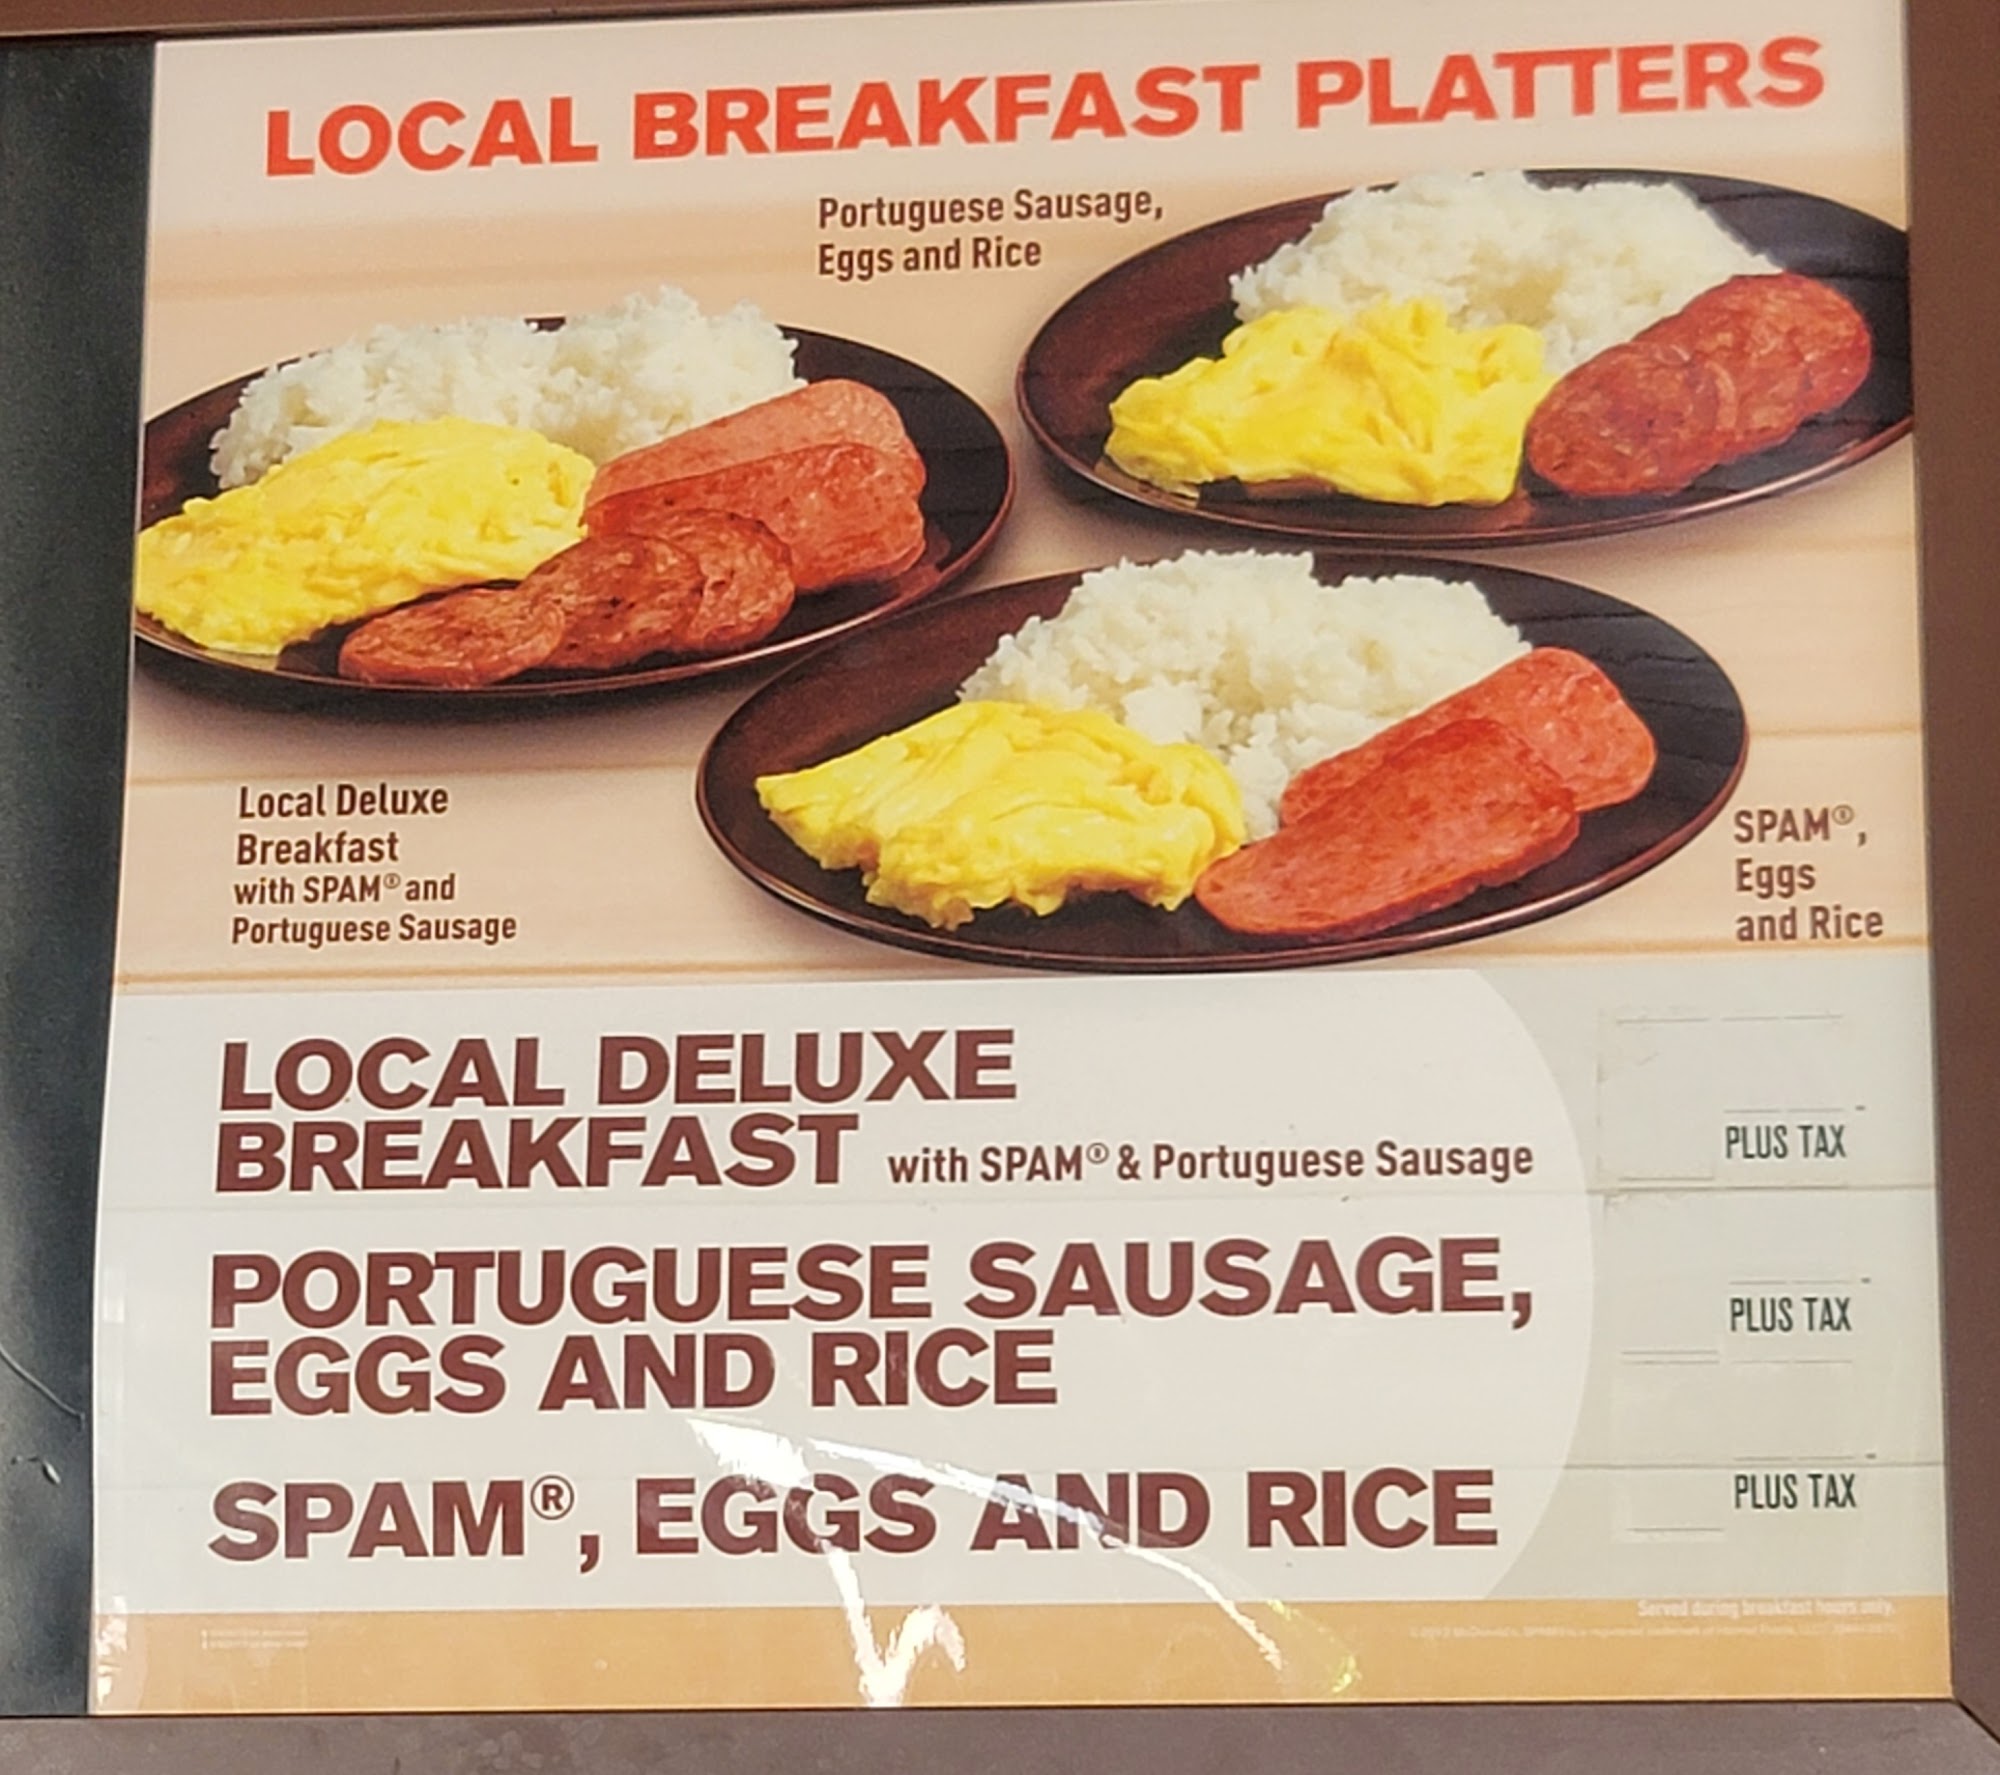 LOCAL BREAKFAST PLATTERS
Portuguese Sausage,
Eggs and Rice
Local Deluxe
Breakfast
with SPAM® and
Portuguese Sausage
SPAM®,
Eggs
and Rice
LOCAL DELUXE
BREAKFAST with SPAM® & Portuguese Sausage
PLUS TAX
PORTUGUESE SAUSAGE,
EGGS AND RICE
PLUS TAX
SPAM®, EGGS AND RICE
PLUS TAX
Served during breakfast hours only.